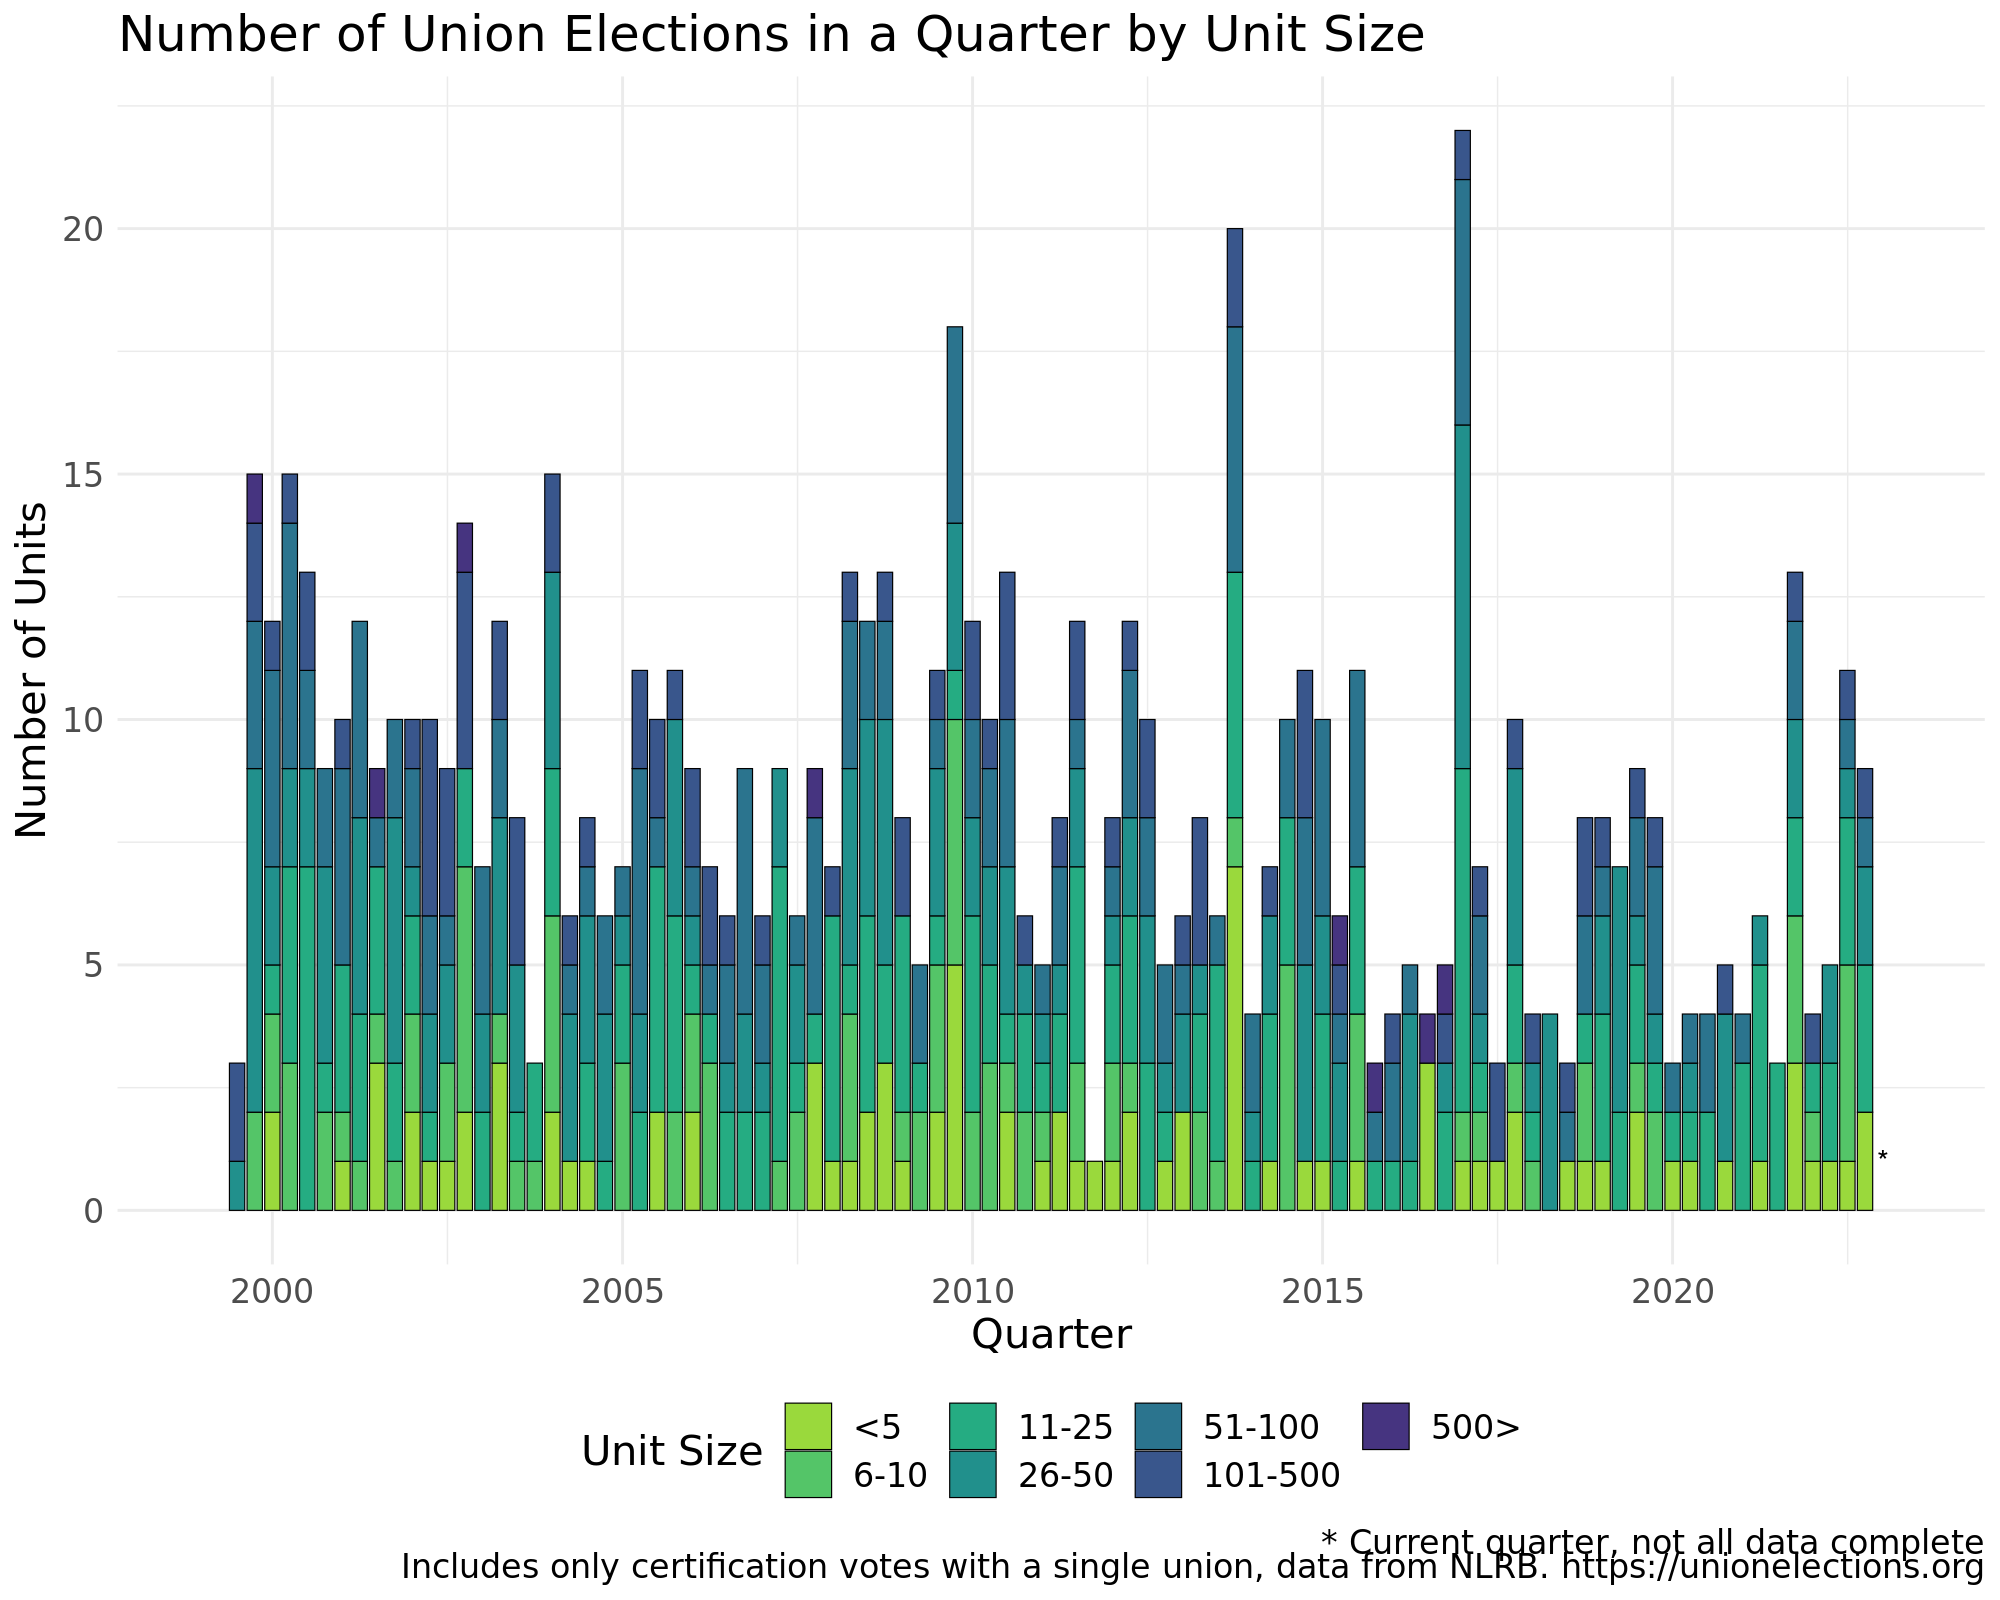 Number of Union Elections in a Quarter by Unit Size
Number of Units
20
15
10
5
0
*
2000 2005 2010 2015 2020
Quarter
Unit Size
<5 11-25 51-100 500>
6-10 26-50 101-500
* Current quarter, not all data complete
Includes only certification votes with a single union, data from NLRB. https://unionelections.org